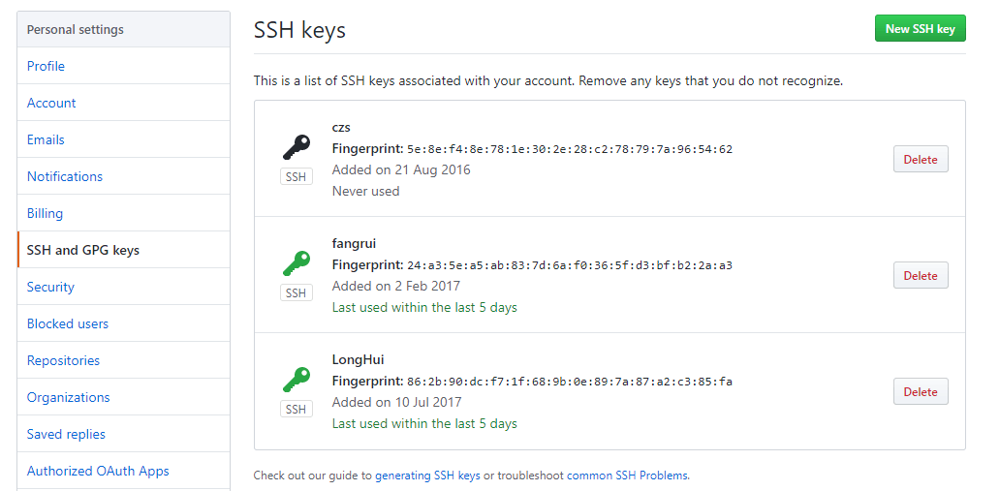 Personal settings
Profile
Account
Emails
Notifications
Billing
SSH and GPG keys
Security
Blocked users
Repositories
Organizations
Saved replies
Authorized OAuth Apps
SSH keys
New SSH key
This is a list of SSH keys associated with your account. Remove any keys that you do not recognize.
SSH
czs
Fingerprint: 5e:8e:f4:8e:78:1e:30:2e:28:c2:78:79:7a:96:54:62
Added on 21 Aug 2016
Never used
Delete
SSH
fangrui
Fingerprint: 24:a3:5e:a5:ab:83:7d:6a:f0:36:5f:d3:bf:b2:2a:a3
Added on 2 Feb 2017
Last used within the last 5 days
Delete
SSH
LongHui
Fingerprint: 86:2b:90:dc:f7:1f:68:9b:0e:89:7a:87:a2:c3:85:fa
Added on 10 Jul 2017
Last used within the last 5 days
Delete
Check out our guide to generating SSH keys or troubleshoot common SSH Problems.